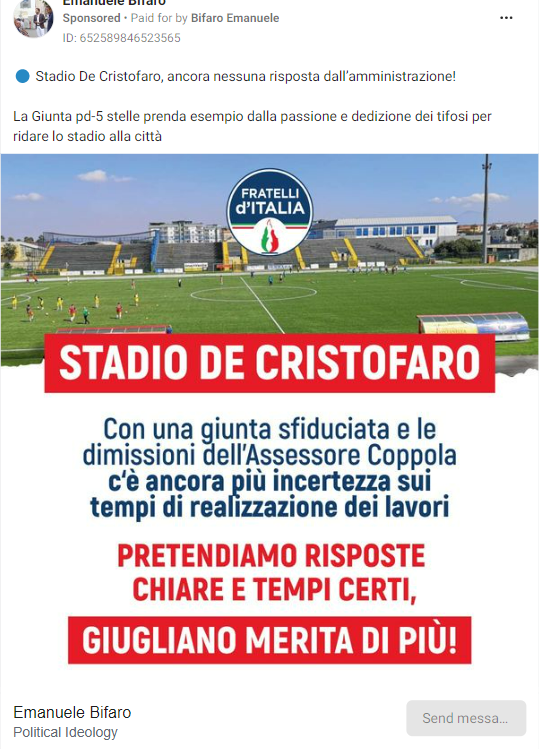 Emanuele Bifaro
Sponsored • Paid for by Bifaro Emanuele
ID: 652589846523565
🔵 Stadio De Cristofaro, ancora nessuna risposta dall'amministrazione!
La Giunta pd-5 stelle prenda esempio dalla passione e dedizione dei tifosi per
ridare lo stadio alla città
FRATELLI
d'ITALIA
STADIO DE CRISTOFARO
Con una giunta sfiduciata e le
dimissioni dell'Assessore Coppola
c'è ancora più incertezza sui
tempi di realizzazione dei lavori
PRETENDIAMO RISPOSTE
CHIARE E TEMPI CERTI,
GIUGLIANO MERITA DI PIÙ!
Emanuele Bifaro
Political Ideology
Send messa...